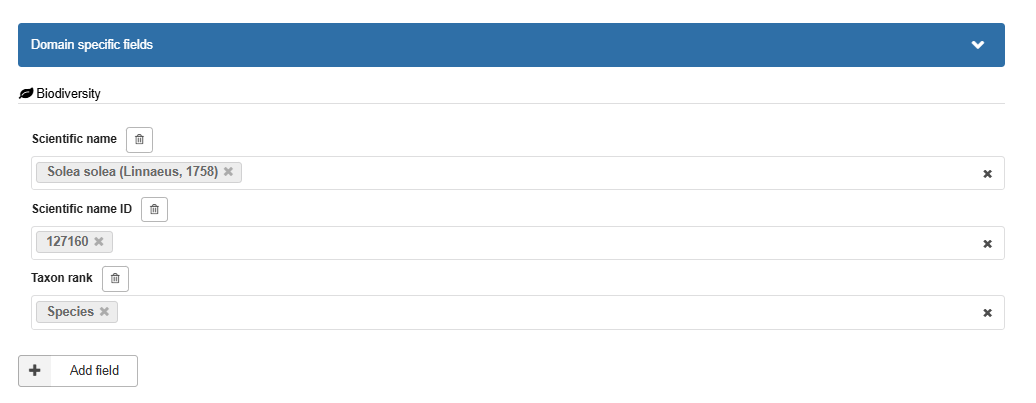 Domain specific fields
Biodiversity
Scientific name
Solea solea (Linnaeus, 1758)
Scientific name ID
127160
Taxon rank
Species
Add field